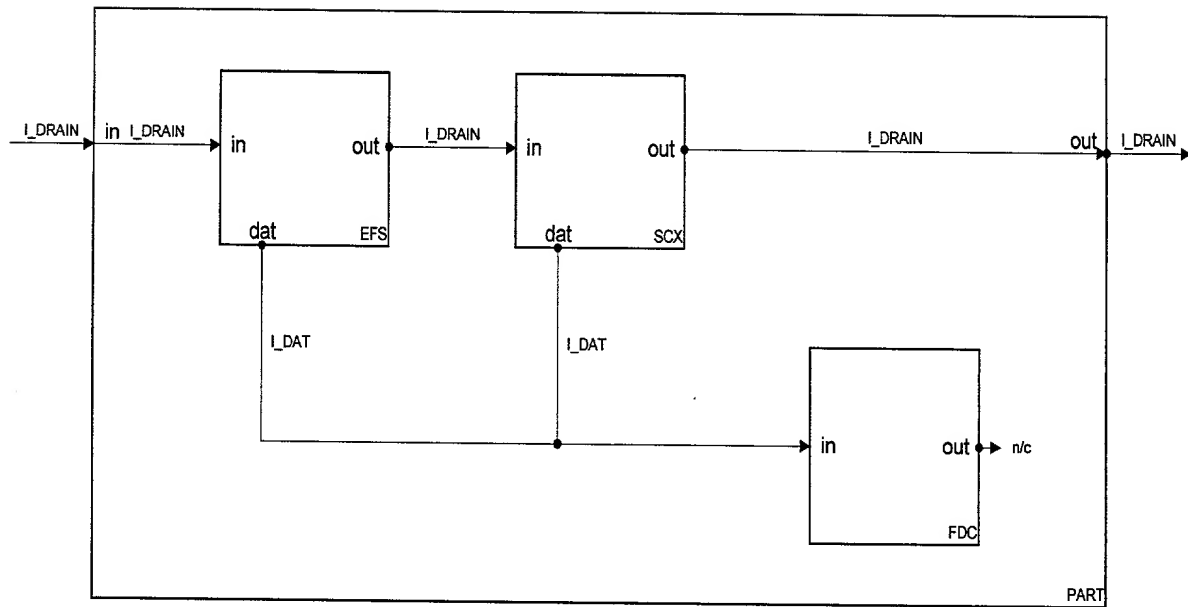 I_DRAIN in I_DRAIN in out I_DRAIN in out I_DRAIN out I_DRAIN
dat EFS dat SCX
I_DAT I_DAT
in out n/c
FDC
PART